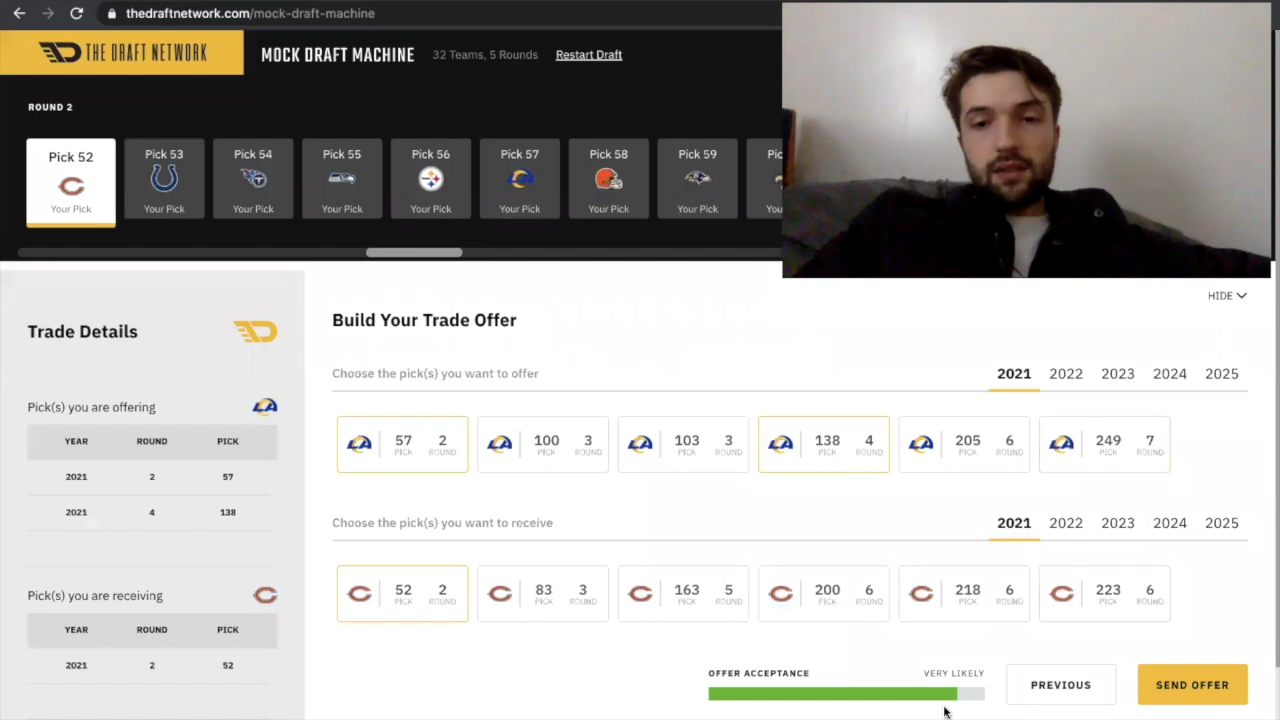 thedraftnetwork.com/mock-draft-machine
THE DRAFT NETWORK
MOCK DRAFT MACHINE
32 Teams, 5 Rounds
Restart Draft
ROUND 2
Pick 52 Pick 53 Pick 54 Pick 55 Pick 56 Pick 57 Pick 58 Pick 59
Your Pick Your Pick Your Pick Your Pick Your Pick Your Pick Your Pick Your Pick
HIDE
Trade Details
Build Your Trade Offer
Choose the pick(s) you want to offer
2021 2022 2023 2024 2025
Pick(s) you are offering
YEAR ROUND PICK
2021 2 57
2021 4 138
57 2 100 3 103 3 138 4 205 6 249 7
PICK ROUND PICK ROUND PICK ROUND PICK ROUND PICK ROUND PICK ROUND
Choose the pick(s) you want to receive
2021 2022 2023 2024 2025
Pick(s) you are receiving
YEAR ROUND PICK
2021 2 52
52 2 83 3 163 5 200 6 218 6 223 6
PICK ROUND PICK ROUND PICK ROUND PICK ROUND PICK ROUND PICK ROUND
OFFER ACCEPTANCE VERY LIKELY
PREVIOUS
SEND OFFER